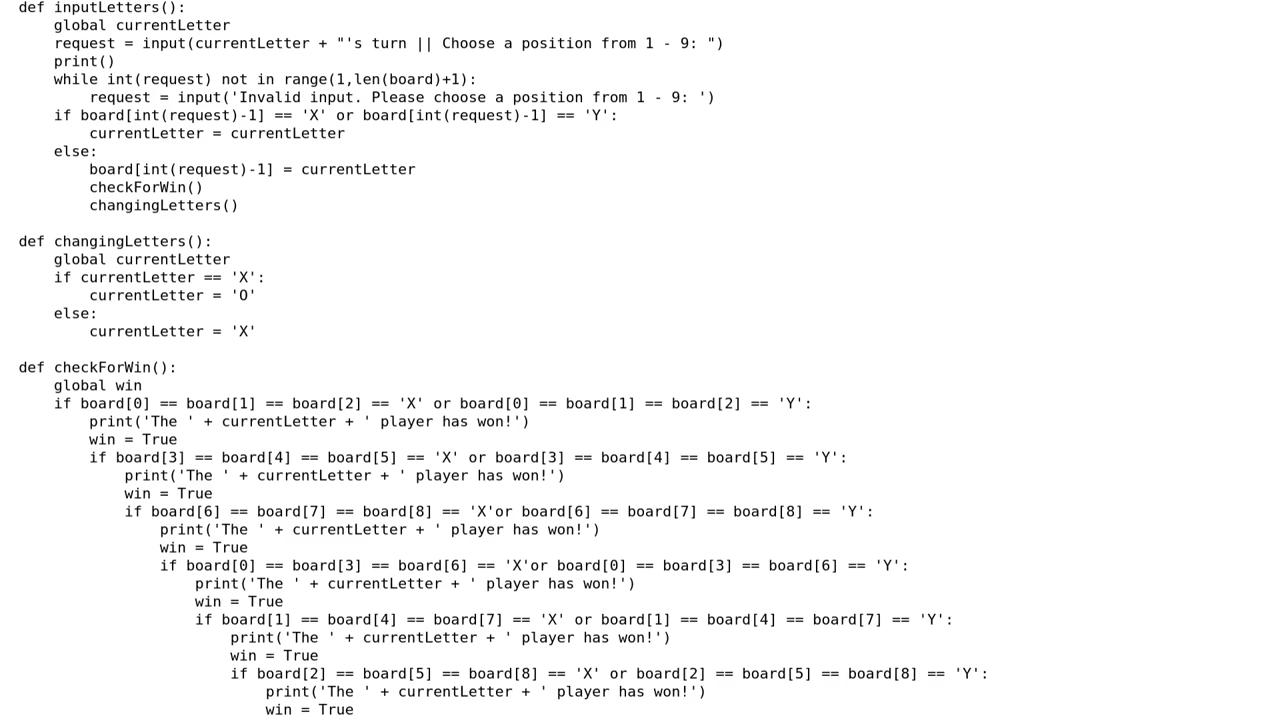 def inputLetters():
    global currentLetter
    request = input(currentLetter + "'s turn || Choose a position from 1 - 9: ")
    print()
    while int(request) not in range(1,len(board)+1):
        request = input('Invalid input. Please choose a position from 1 - 9: ')
    if board[int(request)-1] == 'X' or board[int(request)-1] == 'Y':
        currentLetter = currentLetter
    else:
        board[int(request)-1] = currentLetter
        checkForWin()
        changingLetters()

def changingLetters():
    global currentLetter
    if currentLetter == 'X':
        currentLetter = 'O'
    else:
        currentLetter = 'X'

def checkForWin():
    global win
    if board[0] == board[1] == board[2] == 'X' or board[0] == board[1] == board[2] == 'Y':
        print('The ' + currentLetter + ' player has won!')
        win = True
        if board[3] == board[4] == board[5] == 'X' or board[3] == board[4] == board[5] == 'Y':
            print('The ' + currentLetter + ' player has won!')
            win = True
            if board[6] == board[7] == board[8] == 'X'or board[6] == board[7] == board[8] == 'Y':
                print('The ' + currentLetter + ' player has won!')
                win = True
                if board[0] == board[3] == board[6] == 'X'or board[0] == board[3] == board[6] == 'Y':
                    print('The ' + currentLetter + ' player has won!')
                    win = True
                    if board[1] == board[4] == board[7] == 'X' or board[1] == board[4] == board[7] == 'Y':
                        print('The ' + currentLetter + ' player has won!')
                        win = True
                        if board[2] == board[5] == board[8] == 'X' or board[2] == board[5] == board[8] == 'Y':
                            print('The ' + currentLetter + ' player has won!')
                            win = True